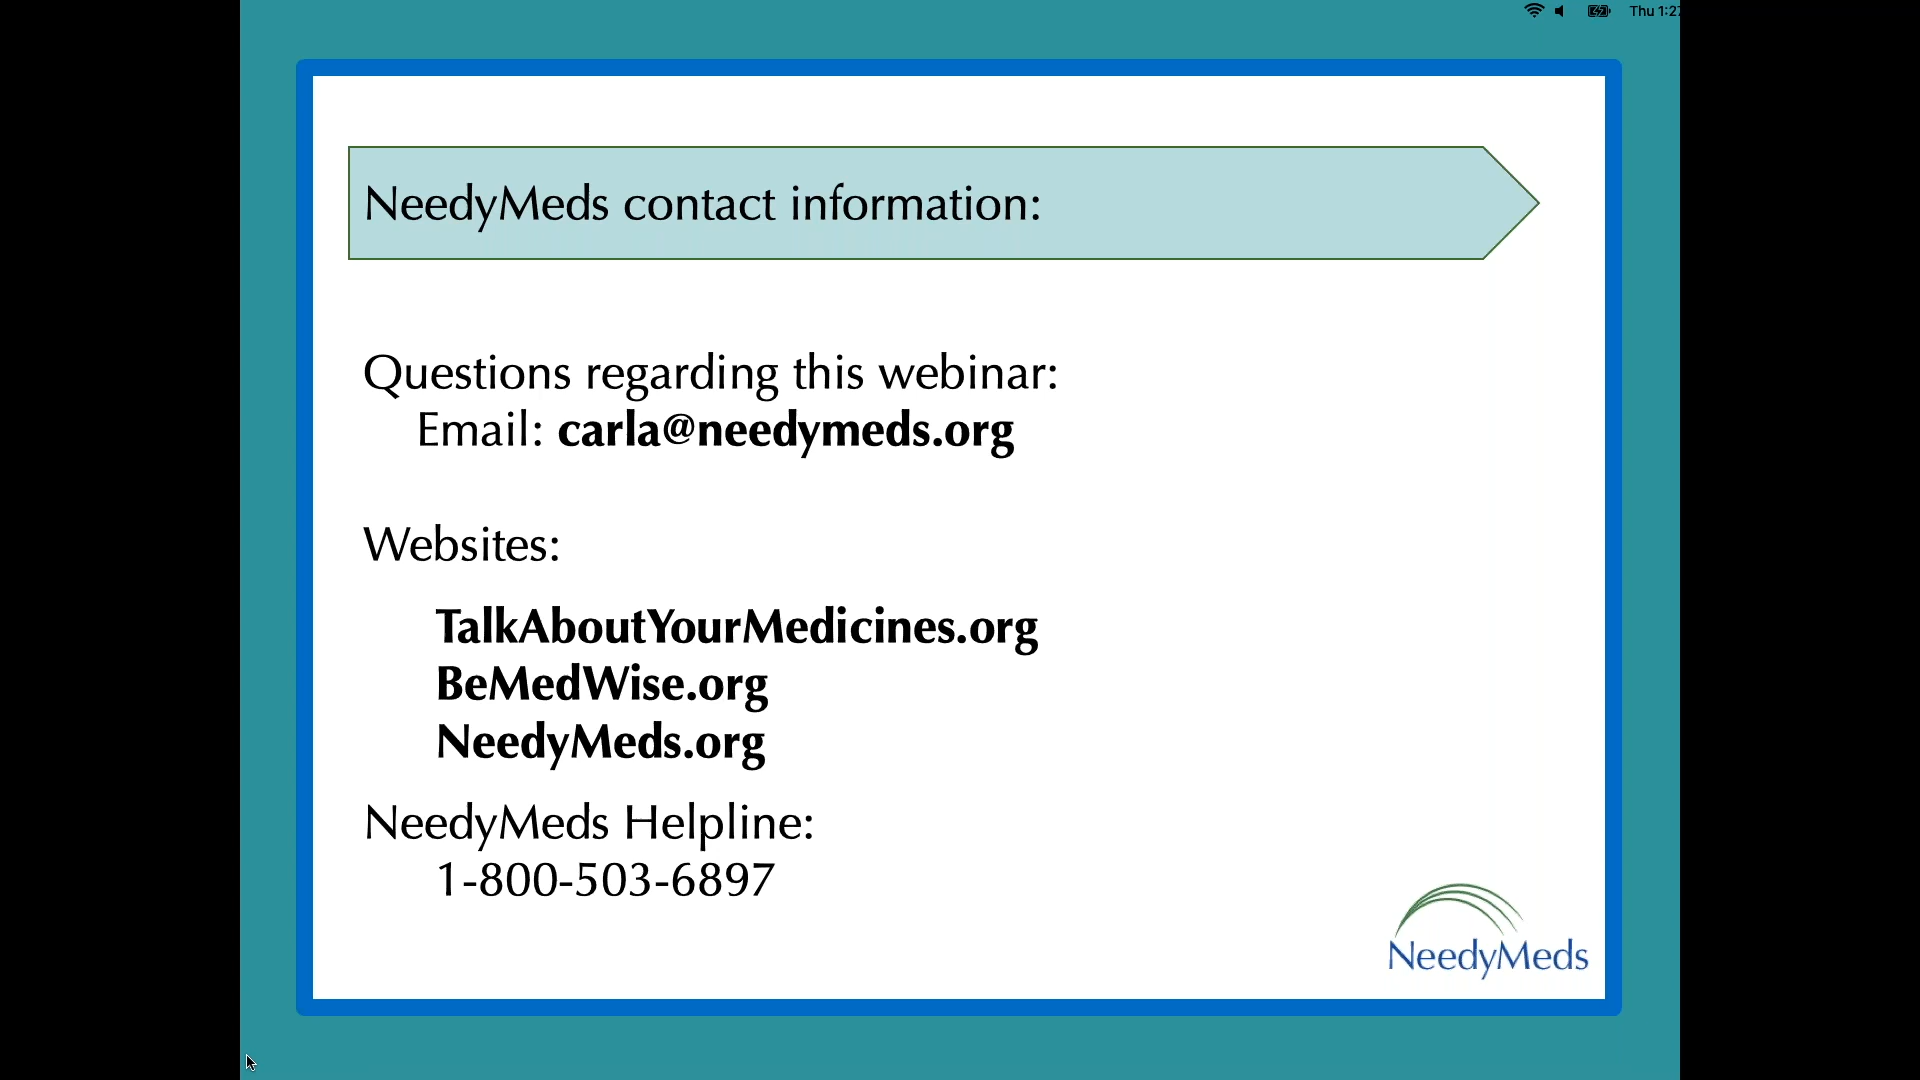 Thu 1:2
NeedyMeds contact information:
Questions regarding this webinar:
Email: carla@needymeds.org
Websites:
TalkAboutYourMedicines.org
BeMedWise.org
NeedyMeds.org
NeedyMeds Helpline:
1-800-503-6897
NeedyMeds